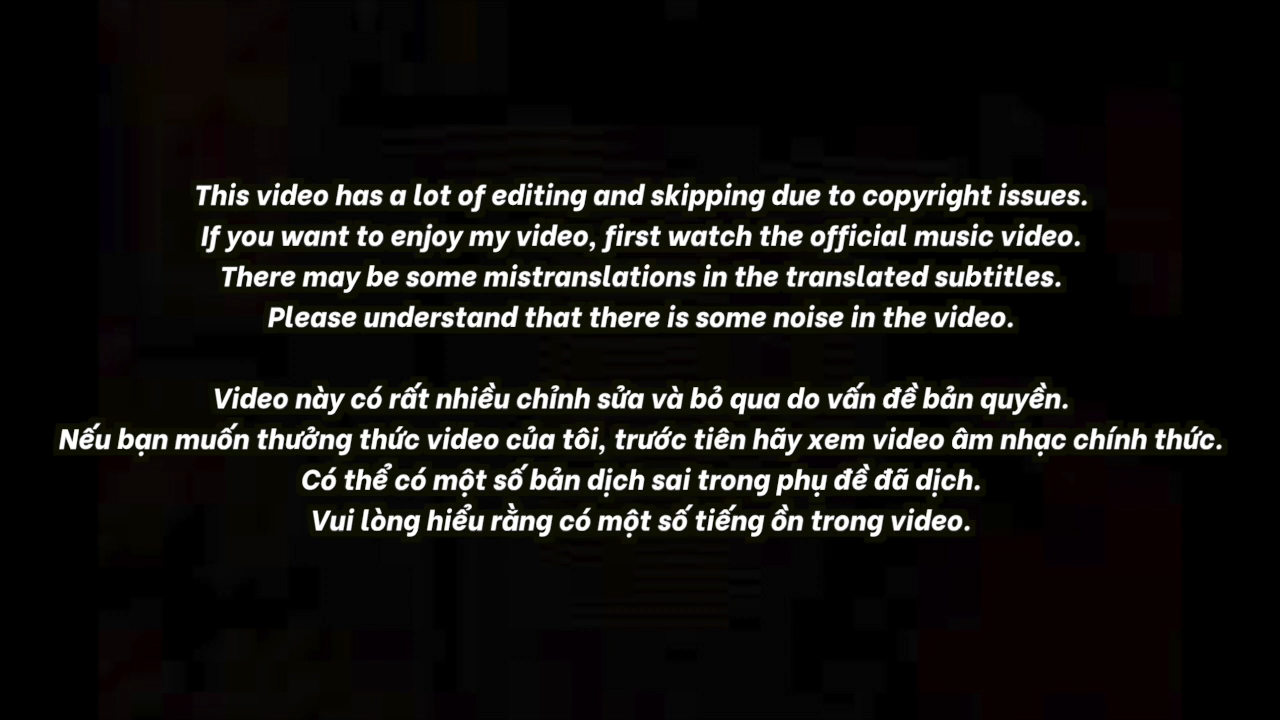 This video has a lot of editing and skipping due to copyright issues.
If you want to enjoy my video, first watch the official music video.
There may be some mistranslations in the translated subtitles.
Please understand that there is some noise in the video.
Video này có rất nhiều chỉnh sửa và bỏ qua do vấn đề bản quyền.
Nếu bạn muốn thưởng thức video của tôi, trước tiên hãy xem video âm nhạc chính thức.
Có thể có một số bản dịch sai trong phụ đề đã dịch.
Vui lòng hiểu rằng có một số tiếng ồn trong video.